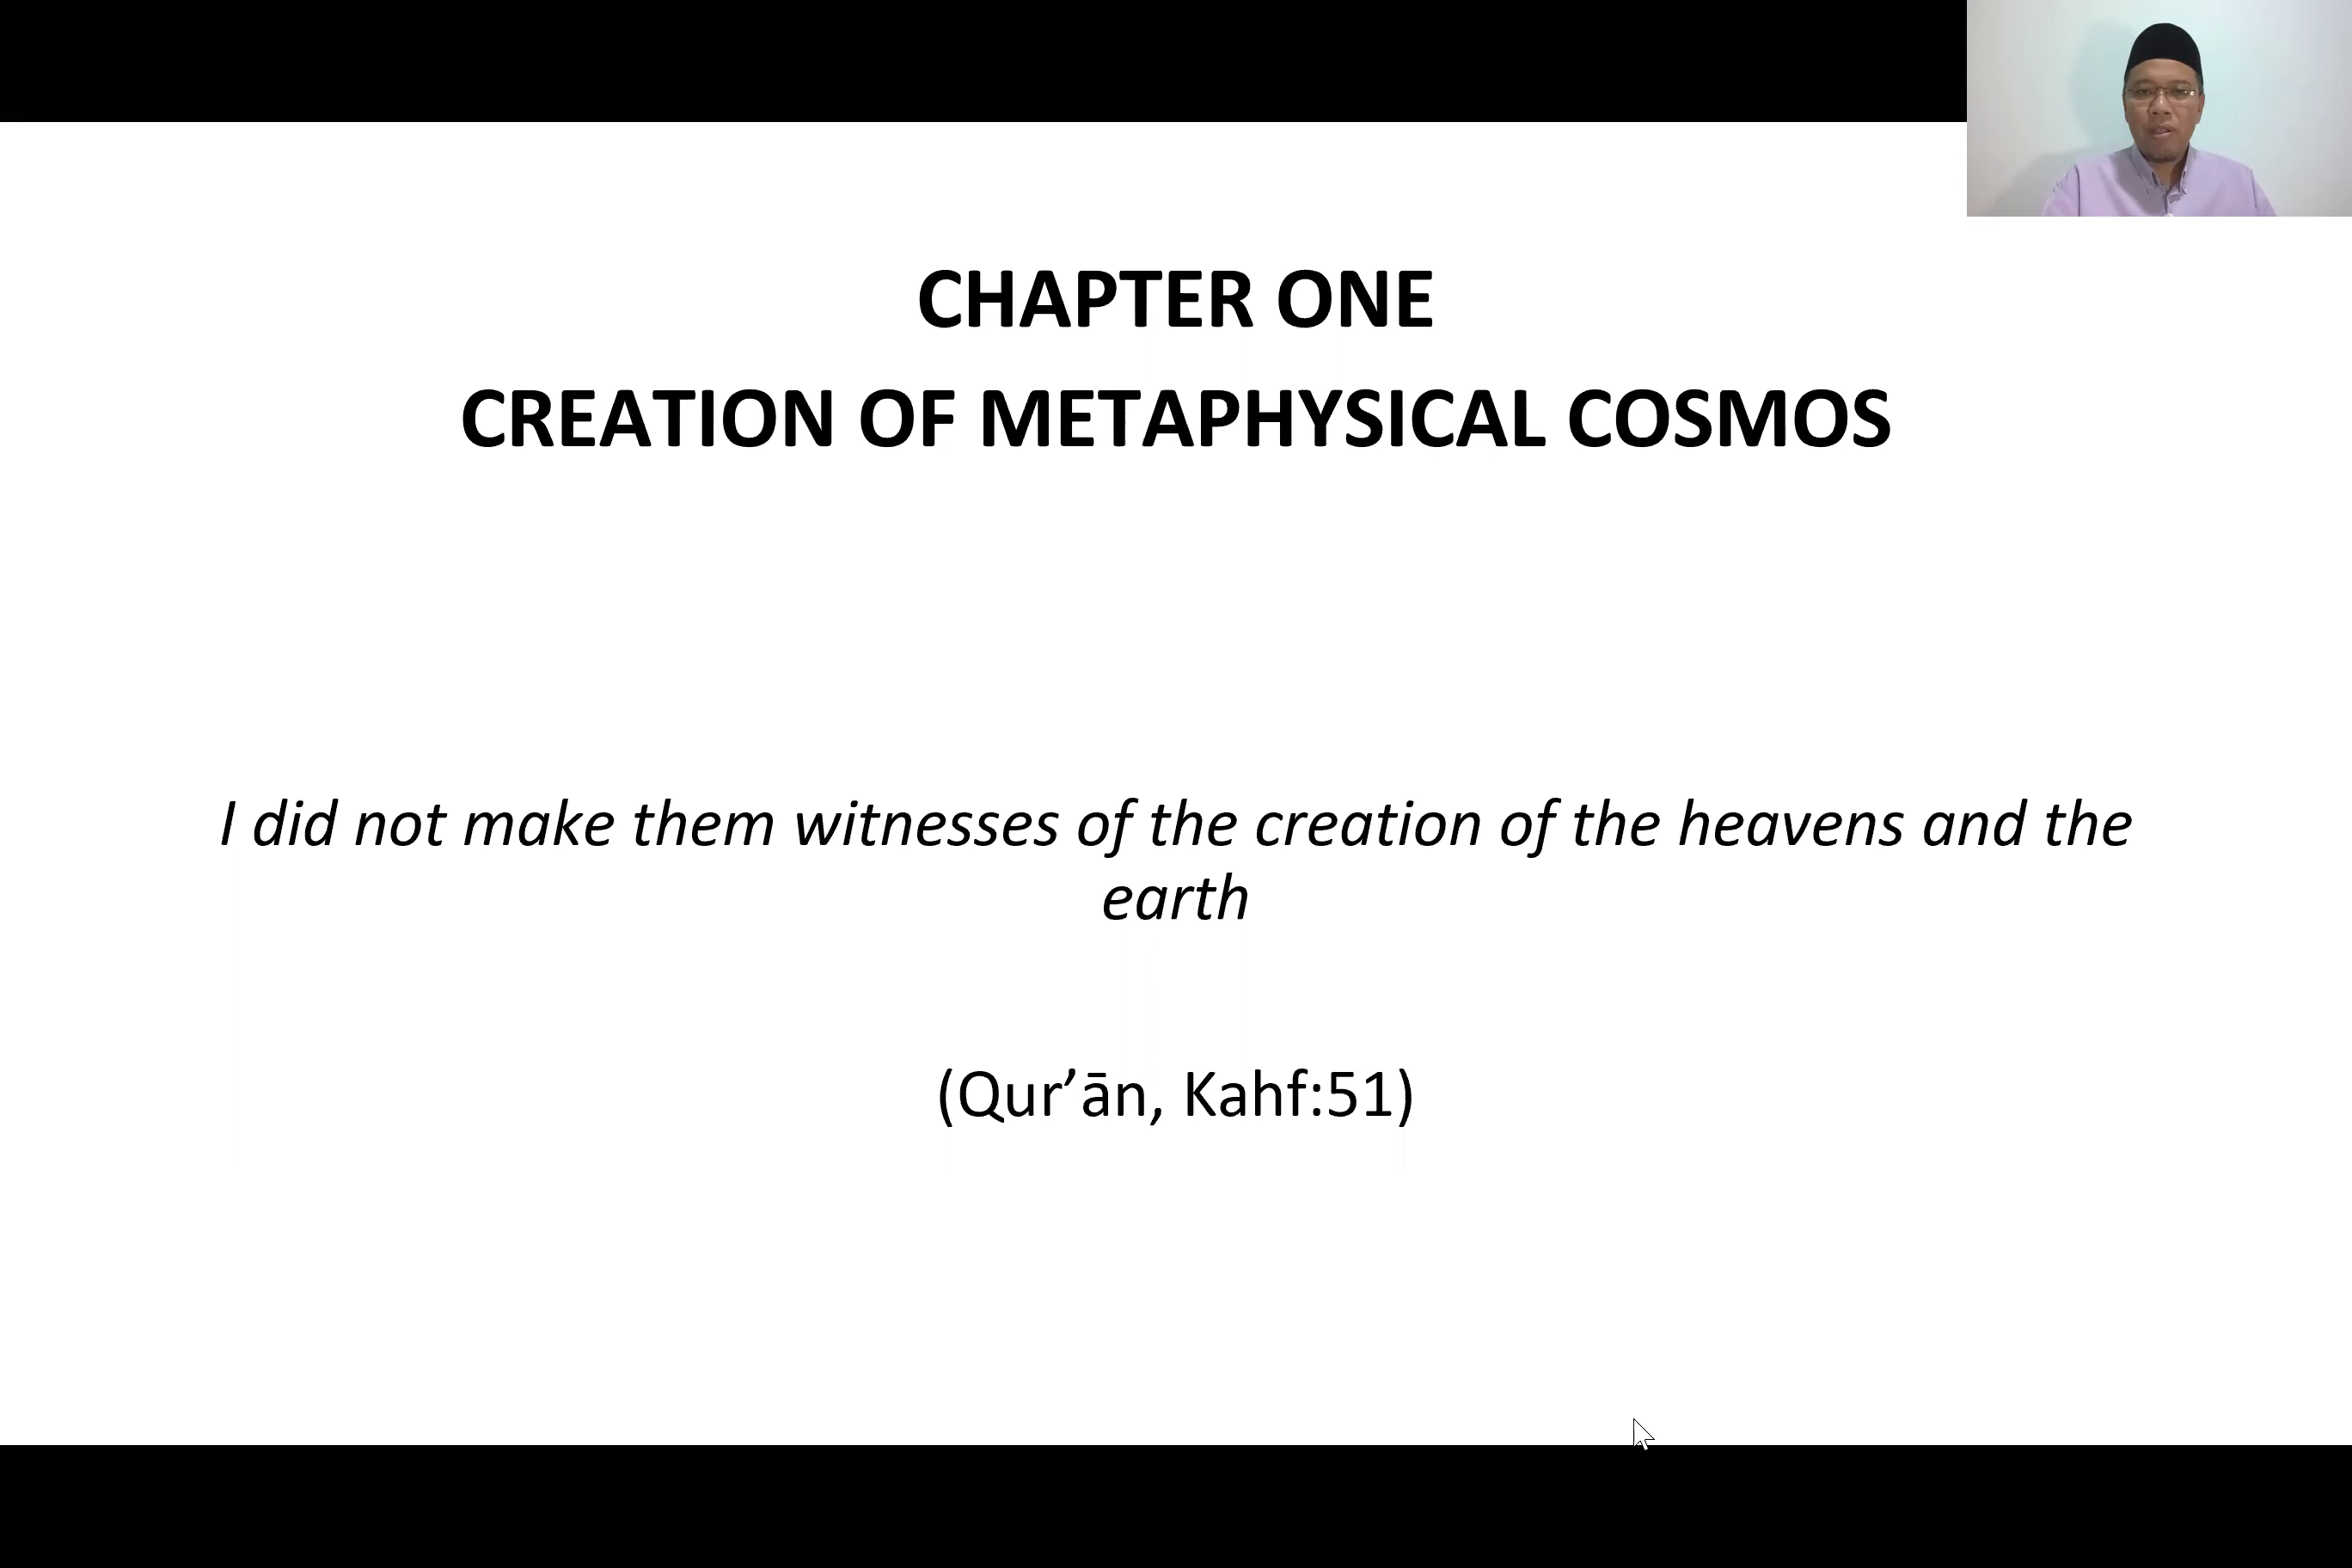 CHAPTER ONE
CREATION OF METAPHYSICAL COSMOS
I did not make them witnesses of the creation of the heavens and the
earth
(Qur’ān, Kahf:51)